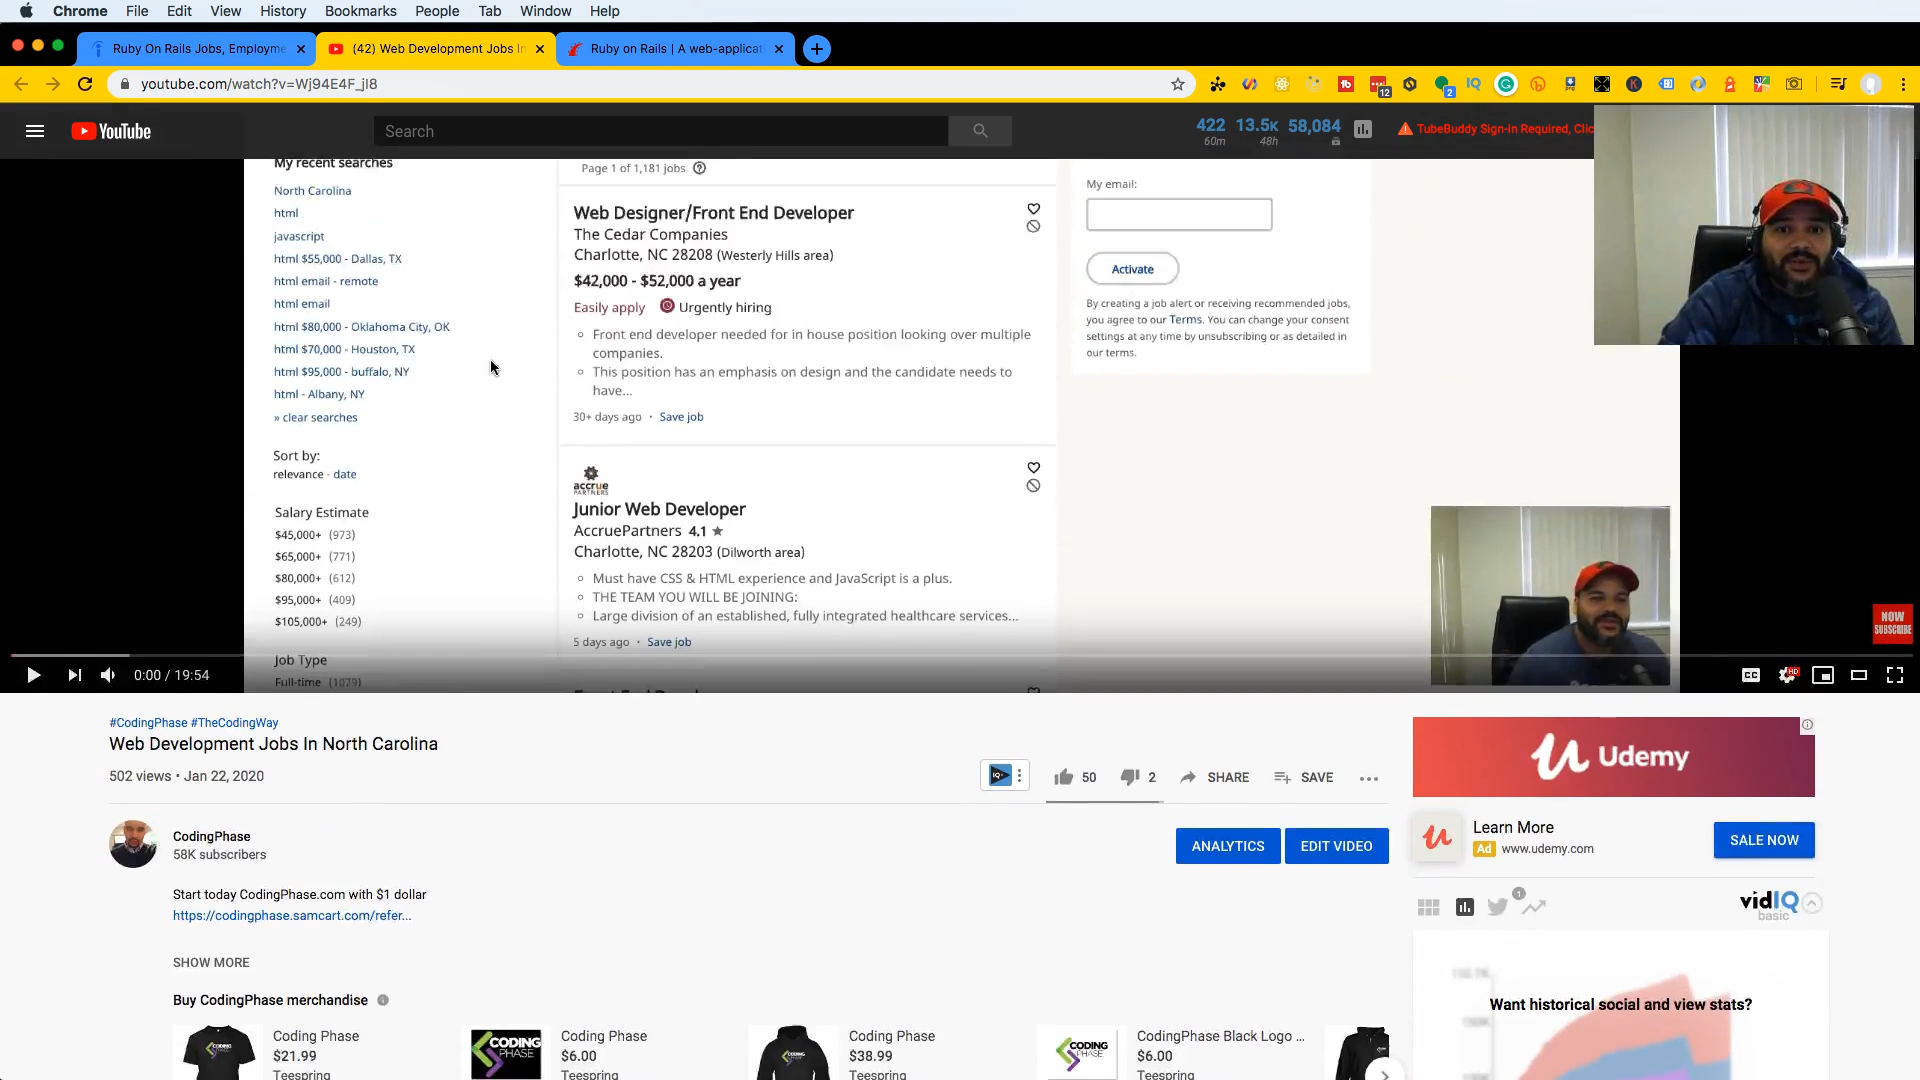 Chrome File Edit View History Bookmarks People Tab Window Help
Ruby On Rails Jobs, Employme
(42) Web Development Jobs In
Ruby on Rails | A web-applicat
youtube.com/watch?v=Wj94E4F_jI8
12
2
YouTube
Search
422 13.5K 58,084
60m 48h
TubeBuddy Sign-in Required, Clic
My recent searches
North Carolina
html
javascript
html $55,000 - Dallas, TX
html email - remote
html email
html $80,000 - Oklahoma City, OK
html $70,000 - Houston, TX
html $95,000 - buffalo, NY
html - Albany, NY
» clear searches
Sort by:
relevance - date
Salary Estimate
$45,000+ (973)
$65,000+ (771)
$80,000+ (612)
$95,000+ (409)
$105,000+ (249)
Job Type
Full-time (1079)
Page 1 of 1,181 jobs
Web Designer/Front End Developer
The Cedar Companies
Charlotte, NC 28208 (Westerly Hills area)
$42,000 - $52,000 a year
Easily apply Urgently hiring
Front end developer needed for in house position looking over multiple
companies.
This position has an emphasis on design and the candidate needs to
have...
30+ days ago · Save job
accrue
PARTNERS
Junior Web Developer
AccruePartners 4.1
Charlotte, NC 28203 (Dilworth area)
Must have CSS & HTML experience and JavaScript is a plus.
THE TEAM YOU WILL BE JOINING:
Large division of an established, fully integrated healthcare services...
5 days ago · Save job
My email:
Activate
By creating a job alert or receiving recommended jobs,
you agree to our Terms. You can change your consent
settings at any time by unsubscribing or as detailed in
our terms.
NOW
SUBSCRIBE
0:00 / 19:54
CC
HD
#CodingPhase #TheCodingWay
Web Development Jobs In North Carolina
502 views • Jan 22, 2020
50 2 SHARE SAVE
CodingPhase
58K subscribers
ANALYTICS EDIT VIDEO
Start today CodingPhase.com with $1 dollar
https://codingphase.samcart.com/refer...
SHOW MORE
Buy CodingPhase merchandise
Coding Phase
$21.99
Teespring
CODING
PHASE
Coding Phase
$6.00
Teespring
Coding Phase
$38.99
Teespring
CODING
PHASE
CodingPhase Black Logo ...
$6.00
Teespring
Udemy
Learn More
Ad www.udemy.com
SALE NOW
1
vidIQ
basic
Want historical social and view stats?